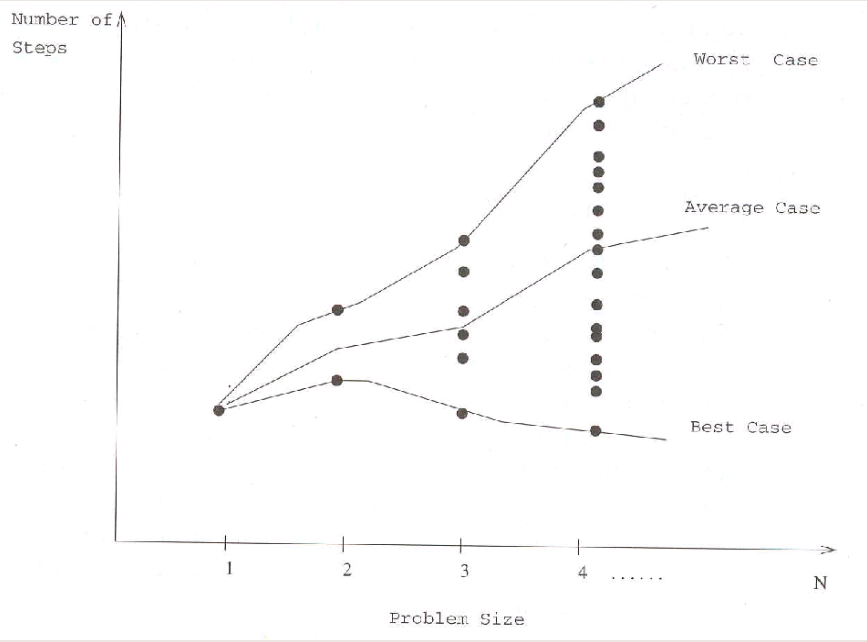 Number of
Steps
Worst Case
Average Case
Best Case
1 2 3 4 ......
N
Problem Size